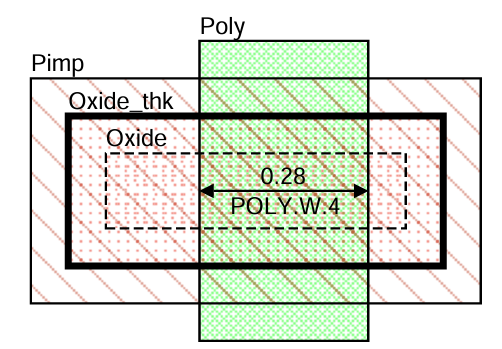 Poly
Pimp
Oxide_thk
Oxide
0.28
POLY.W.4